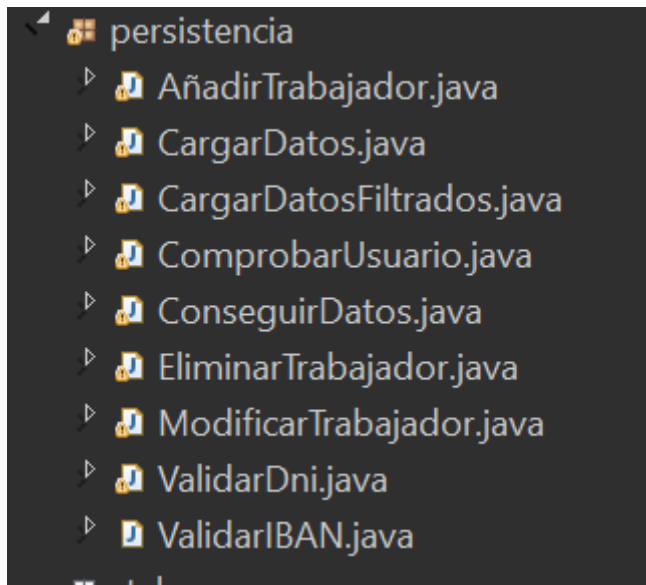 persistencia
AñadirTrabajador.java
CargarDatos.java
CargarDatosFiltrados.java
ComprobarUsuario.java
ConseguirDatos.java
EliminarTrabajador.java
ModificarTrabajador.java
ValidarDni.java
ValidarIBAN.java